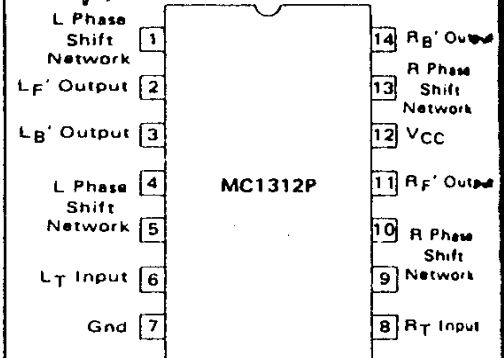 L Phase
Shift
Network
1
LF' Output
2
LB' Output
3
L Phase
Shift
Network
4
5
LT Input
6
Gnd
7
MC1312P
14
RB' Output
13
R Phase
Shift
Network
12
VCC
11
RF' Output
10
R Phase
Shift
Network
9
8
RT Input